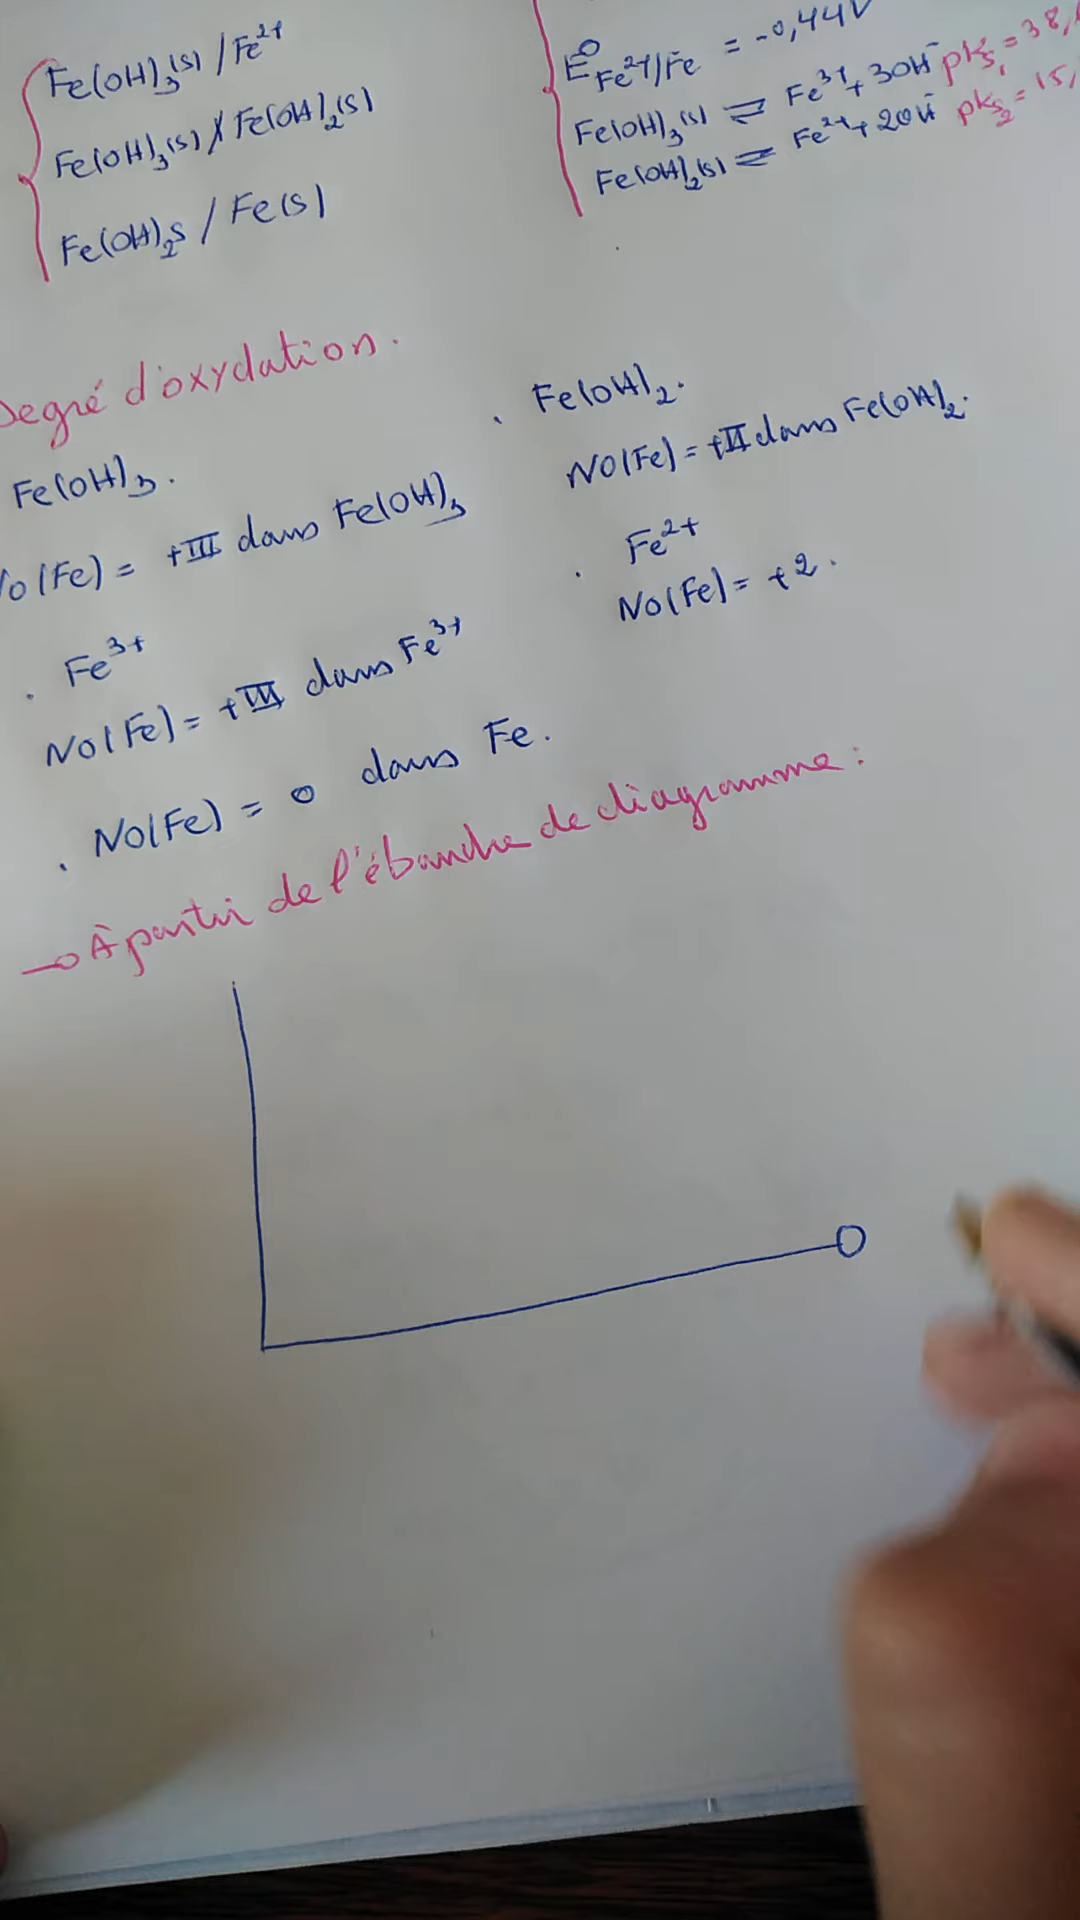 Fe(OH)₃(s) / Fe²⁺
Fe(OH)₃(s) / Fe(OH)₂(s)
Fe(OH)₂s / Fe(s)
E⁰ Fe²⁺/Fe = -0,44V
Fe(OH)₃(s) ⇌ Fe³⁺ + 3OH⁻ pks₁ = 38,
Fe(OH)₂(s) ⇌ Fe²⁺ + 2OH⁻ pks₂ = 15,
Degré d'oxydation.
Fe(OH)₃.
No(Fe) = +III dans Fe(OH)₃
. Fe³⁺
No(Fe) = +III dans Fe³⁺
. No(Fe) = 0 dans Fe.
. Fe(OH)₂.
NO(Fe) = +II dans Fe(OH)₂.
. Fe²⁺
No(Fe) = +2.
→ À partir de l'ébauche de diagramme :